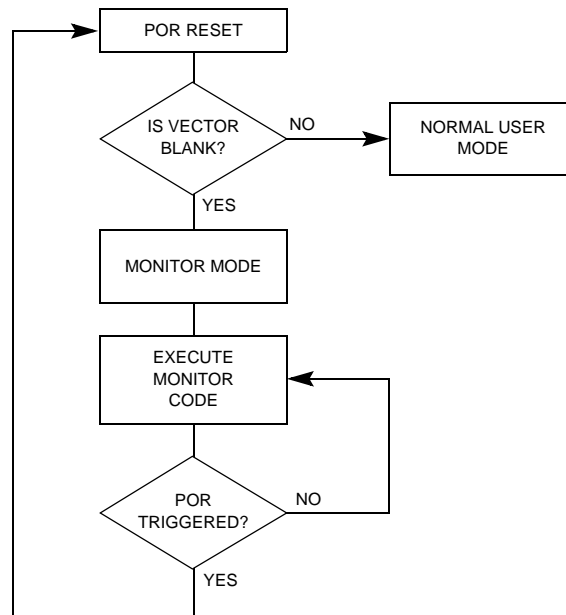 POR RESET
IS VECTOR
BLANK?
NO
NORMAL USER
MODE
YES
MONITOR MODE
EXECUTE
MONITOR
CODE
POR
TRIGGERED?
NO
YES